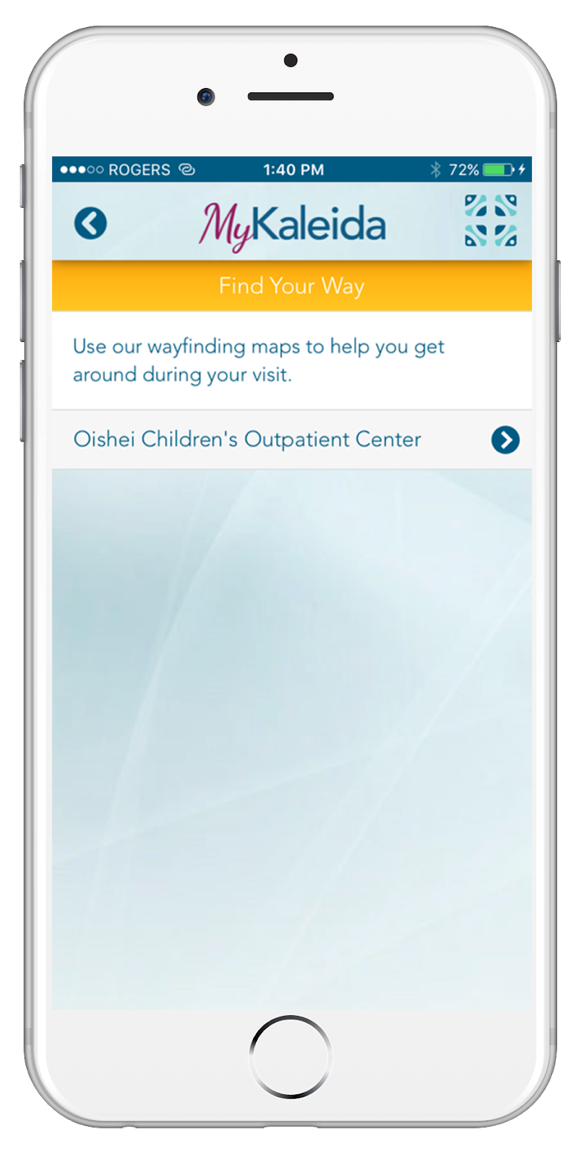 ROGERS 1:40 PM 72%
MyKaleida
Find Your Way
Use our wayfinding maps to help you get
around during your visit.
Oishei Children's Outpatient Center